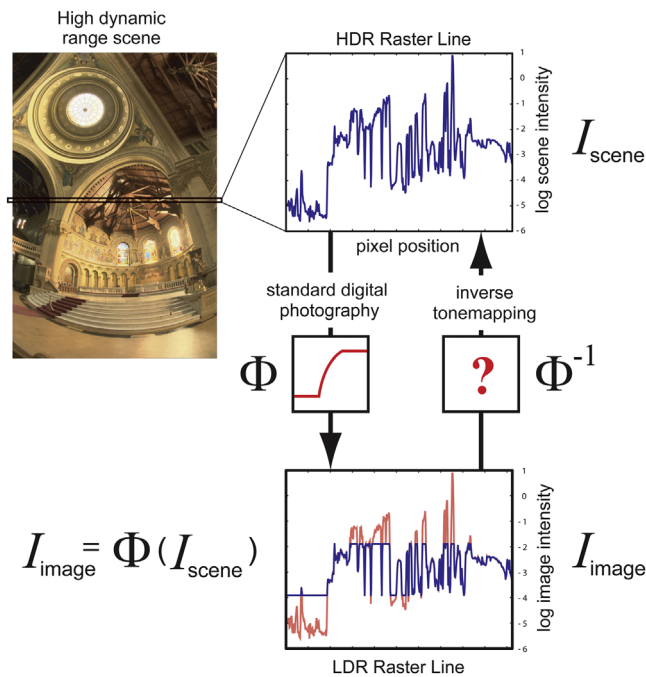 High dynamic
range scene
HDR Raster Line
1
0
-1
-2
-3
-4
-5
-6
log scene intensity
I scene
pixel position
standard digital
photography
inverse
tonemapping
Φ
?
Φ-1
I image = Φ(I scene)
1
0
-1
-2
-3
-4
-5
-6
log image intensity
I image
LDR Raster Line